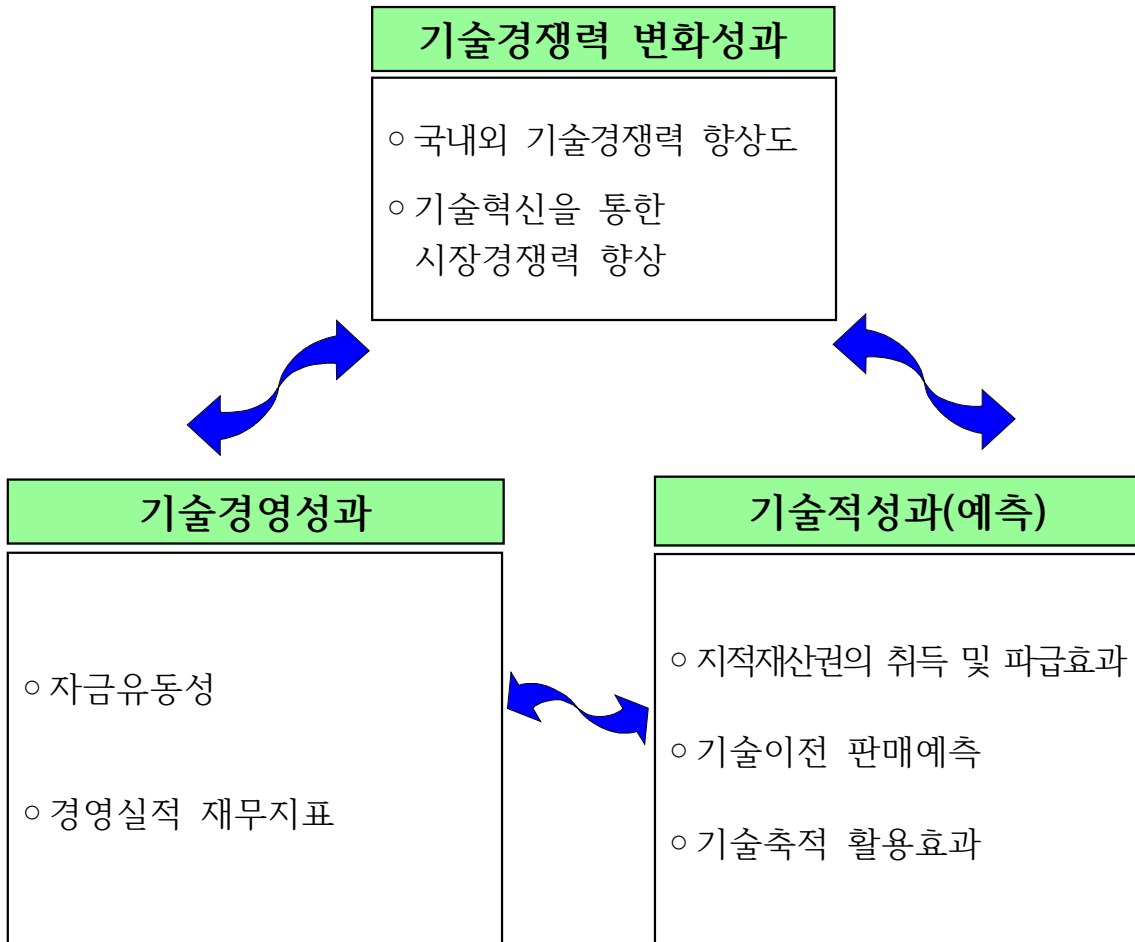 기술경쟁력 변화성과
○ 국내외 기술경쟁력 향상도
○ 기술혁신을 통한
시장경쟁력 향상
기술경영성과
○ 자금유동성
○ 경영실적 재무지표
기술적성과(예측)
○ 지적재산권의 취득 및 파급효과
○ 기술이전 판매예측
○ 기술축적 활용효과